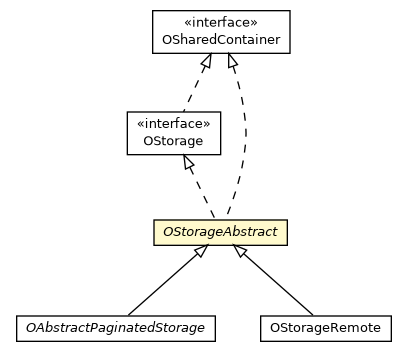 «interface»
OSharedContainer
«interface»
OStorage
OStorageAbstract
OAbstractPaginatedStorage
OStorageRemote